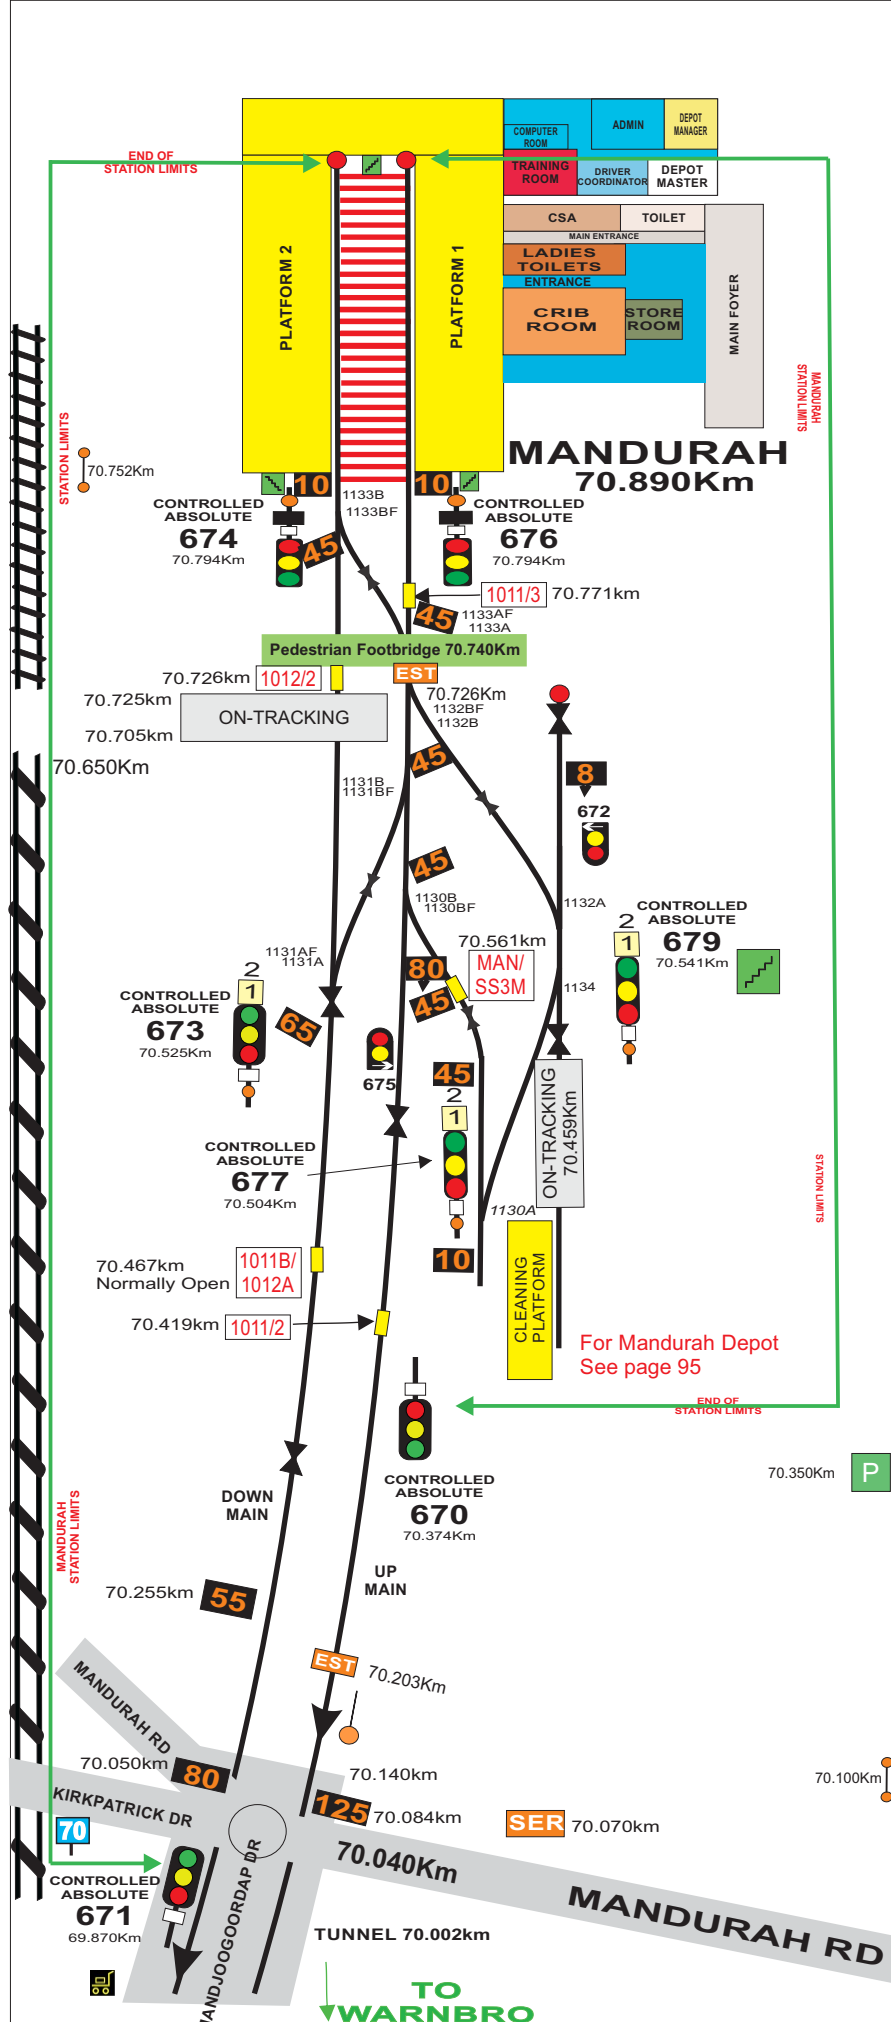 COMPUTER
ROOM
ADMIN
DEPOT
MANAGER
END OF
STATION LIMITS
TRAINING
ROOM
DRIVER
COORDINATOR
DEPOT
MASTER
CSA
TOILET
MAIN ENTRANCE
LADIES
TOILETS
ENTRANCE
CRIB
ROOM
STORE
ROOM
MAIN FOYER
PLATFORM 2
PLATFORM 1
MANDURAH
STATION LIMITS
STATION LIMITS
70.752Km
MANDURAH
70.890Km
10
10
1133B
1133BF
CONTROLLED
ABSOLUTE
674
70.794Km
CONTROLLED
ABSOLUTE
676
70.794Km
45
1011/3
70.771km
45
1133AF
1133A
Pedestrian Footbridge 70.740Km
EST
70.726km
1012/2
70.726Km
1132BF
1132B
70.725km
ON-TRACKING
70.705km
70.650Km
45
8
1131B
1131BF
672
45
1130B
1130BF
1132A
CONTROLLED
ABSOLUTE
679
70.541Km
2
1
70.561km
MAN/
SS3M
1131AF
1131A
2
1
80
45
1134
CONTROLLED
ABSOLUTE
673
70.525Km
65
675
45
2
1
ON-TRACKING
70.459Km
CONTROLLED
ABSOLUTE
677
70.504Km
1130A
STATION LIMITS
70.467km
Normally Open
1011B/
1012A
10
CLEANING
PLATFORM
70.419km
1011/2
For Mandurah Depot
See page 95
END OF
STATION LIMITS
CONTROLLED
ABSOLUTE
670
70.374Km
70.350Km
P
DOWN
MAIN
MANDURAH
STATION LIMITS
UP
MAIN
70.255km
55
EST
70.203Km
MANDURAH RD
70.050km
80
70.140km
70.100Km
KIRKPATRICK DR
125
70.084km
SER
70.070km
70
70.040Km
MANDURAH RD
CONTROLLED
ABSOLUTE
671
69.870Km
ANDJOOGOORDAP DR
TUNNEL 70.002km
TO
WARNBRO